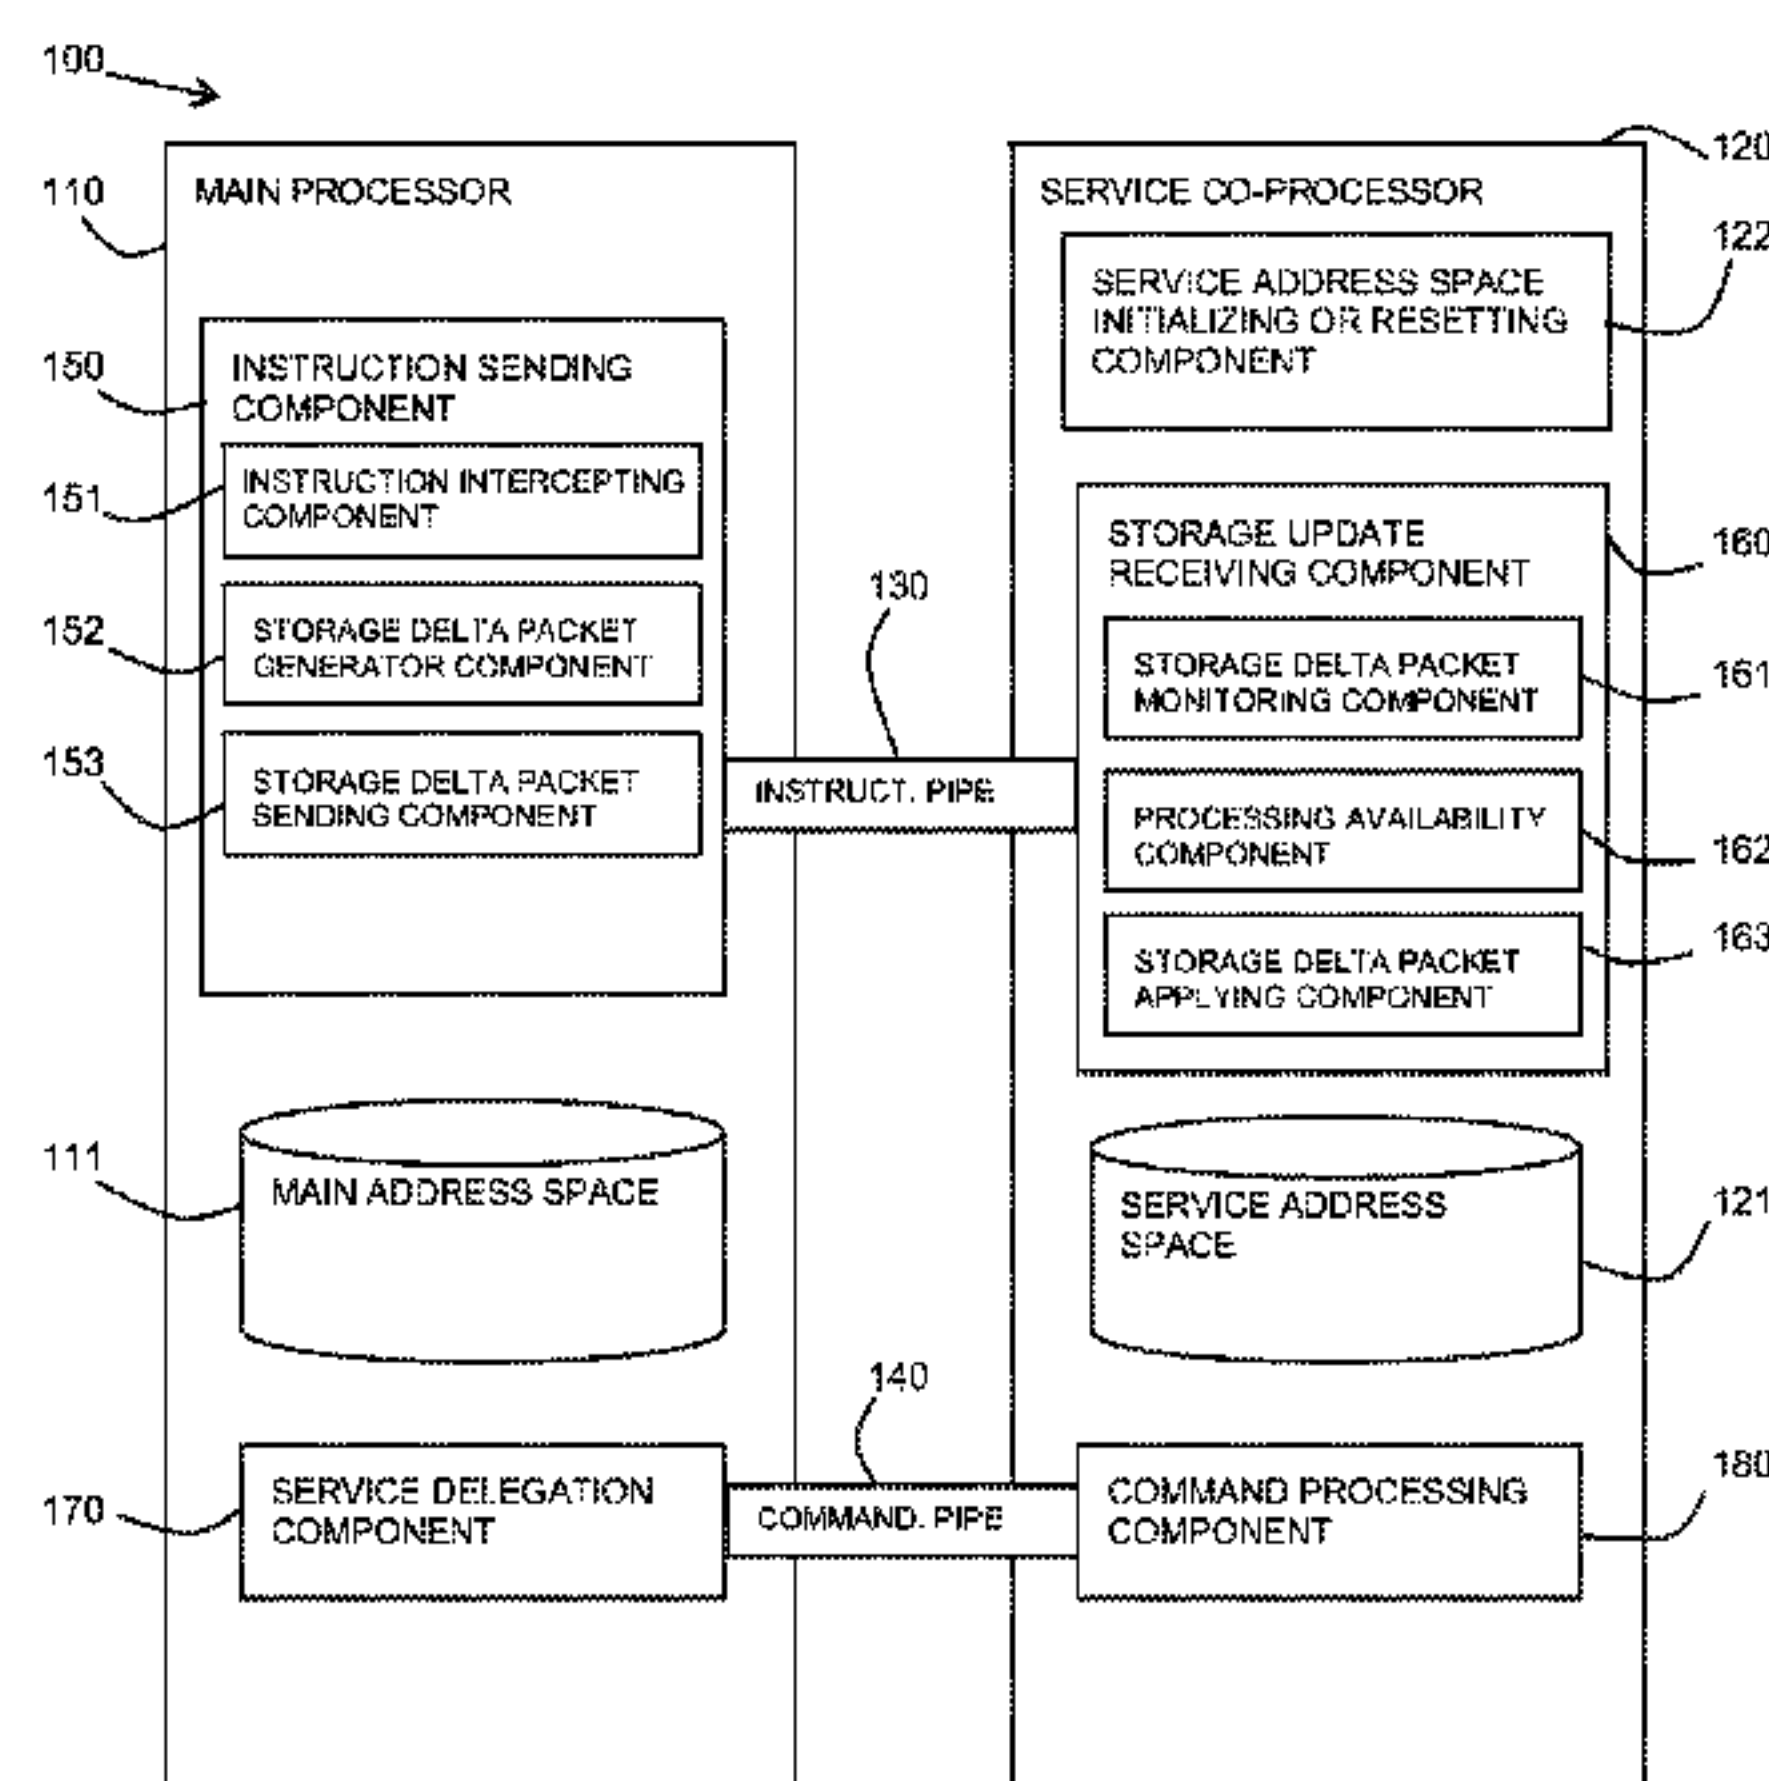 100
110
MAIN PROCESSOR
150
INSTRUCTION SENDING
COMPONENT
151
INSTRUCTION INTERCEPTING
COMPONENT
152
STORAGE DELTA PACKET
GENERATOR COMPONENT
153
STORAGE DELTA PACKET
SENDING COMPONENT
111
MAIN ADDRESS SPACE
170
SERVICE DELEGATION
COMPONENT
130
INSTRUCT. PIPE
140
COMMAND. PIPE
120
SERVICE CO-PROCESSOR
122
SERVICE ADDRESS SPACE
INITIALIZING OR RESETTING
COMPONENT
160
STORAGE UPDATE
RECEIVING COMPONENT
161
STORAGE DELTA PACKET
MONITORING COMPONENT
162
PROCESSING AVAILABILITY
COMPONENT
163
STORAGE DELTA PACKET
APPLYING COMPONENT
121
SERVICE ADDRESS
SPACE
180
COMMAND PROCESSING
COMPONENT